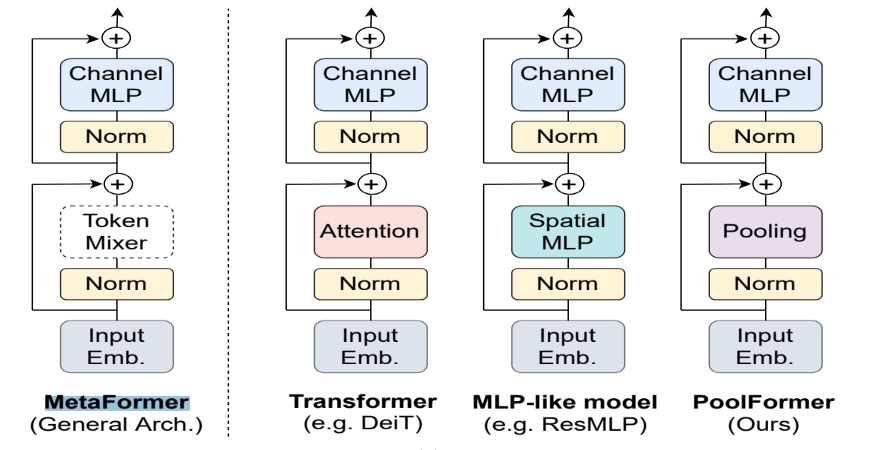 +
Channel
MLP
Norm
+
Token
Mixer
Norm
Input
Emb.
MetaFormer
(General Arch.)
+
Channel
MLP
Norm
+
Attention
Norm
Input
Emb.
Transformer
(e.g. DeiT)
+
Channel
MLP
Norm
+
Spatial
MLP
Norm
Input
Emb.
MLP-like model
(e.g. ResMLP)
+
Channel
MLP
Norm
+
Pooling
Norm
Input
Emb.
PoolFormer
(Ours)